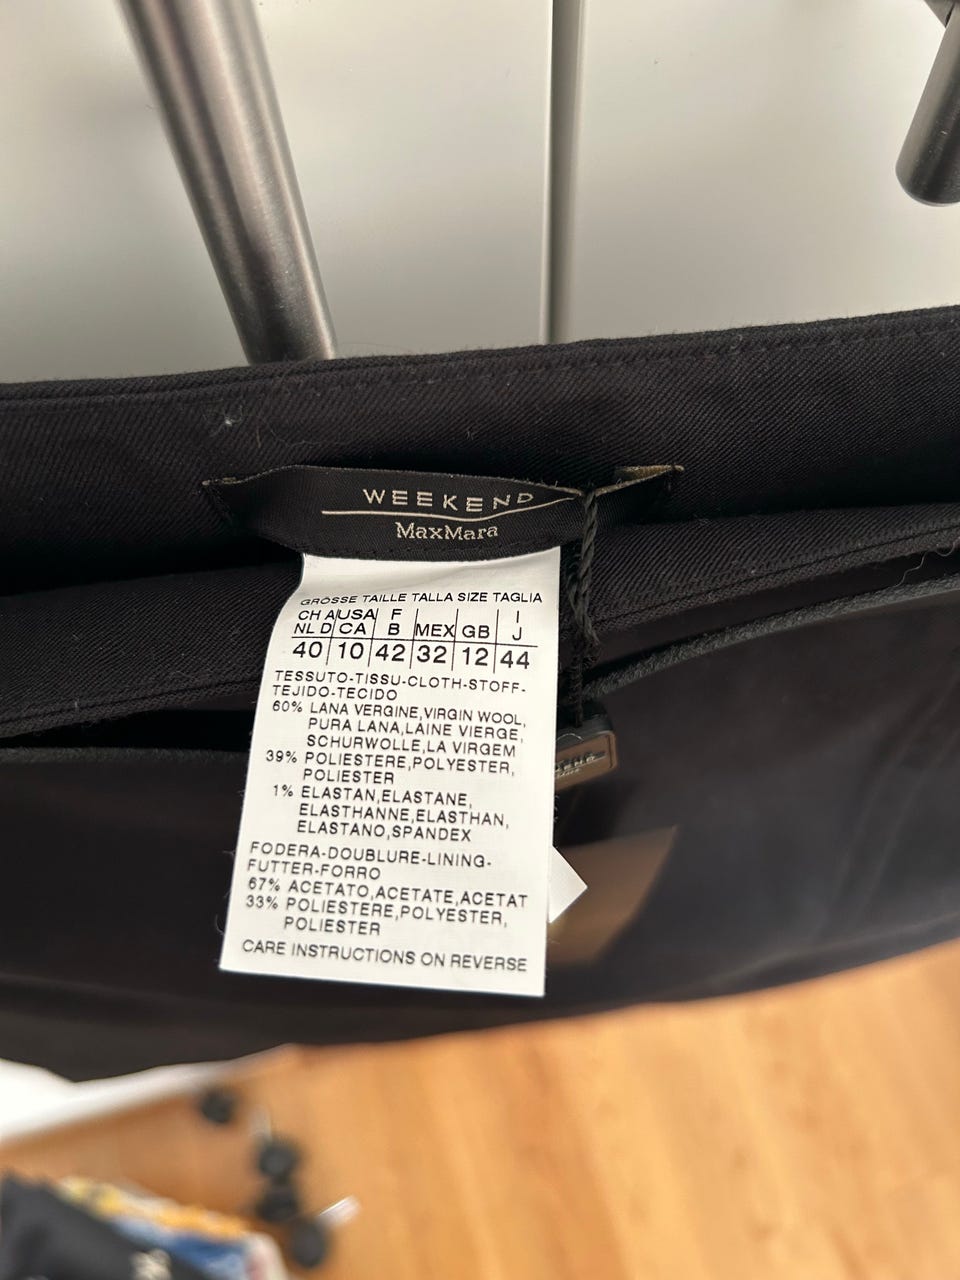 WEEKEND
MaxMara
GRÖSSE TAILLE TALLA SIZE TAGLIA
CH A USA F I
NL D CA B MEX GB J
40 10 42 32 12 44
TESSUTO-TISSU-CLOTH-STOFF-
TEJIDO-TECIDO
60% LANA VERGINE,VIRGIN WOOL,
PURA LANA,LAINE VIERGE,
SCHURWOLLE,LA VIRGEM
39% POLIESTERE,POLYESTER,
POLIESTER
1% ELASTAN,ELASTANE,
ELASTHANNE,ELASTHAN,
ELASTANO,SPANDEX
FODERA-DOUBLURE-LINING-
FUTTER-FORRO
67% ACETATO,ACETATE,ACETAT
33% POLIESTERE,POLYESTER,
POLIESTER
CARE INSTRUCTIONS ON REVERSE